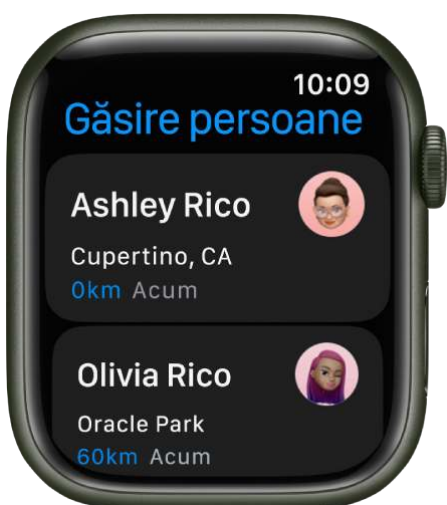 10:09
Găsire persoane
Ashley Rico
Cupertino, CA
0km Acum
Olivia Rico
Oracle Park
60km Acum